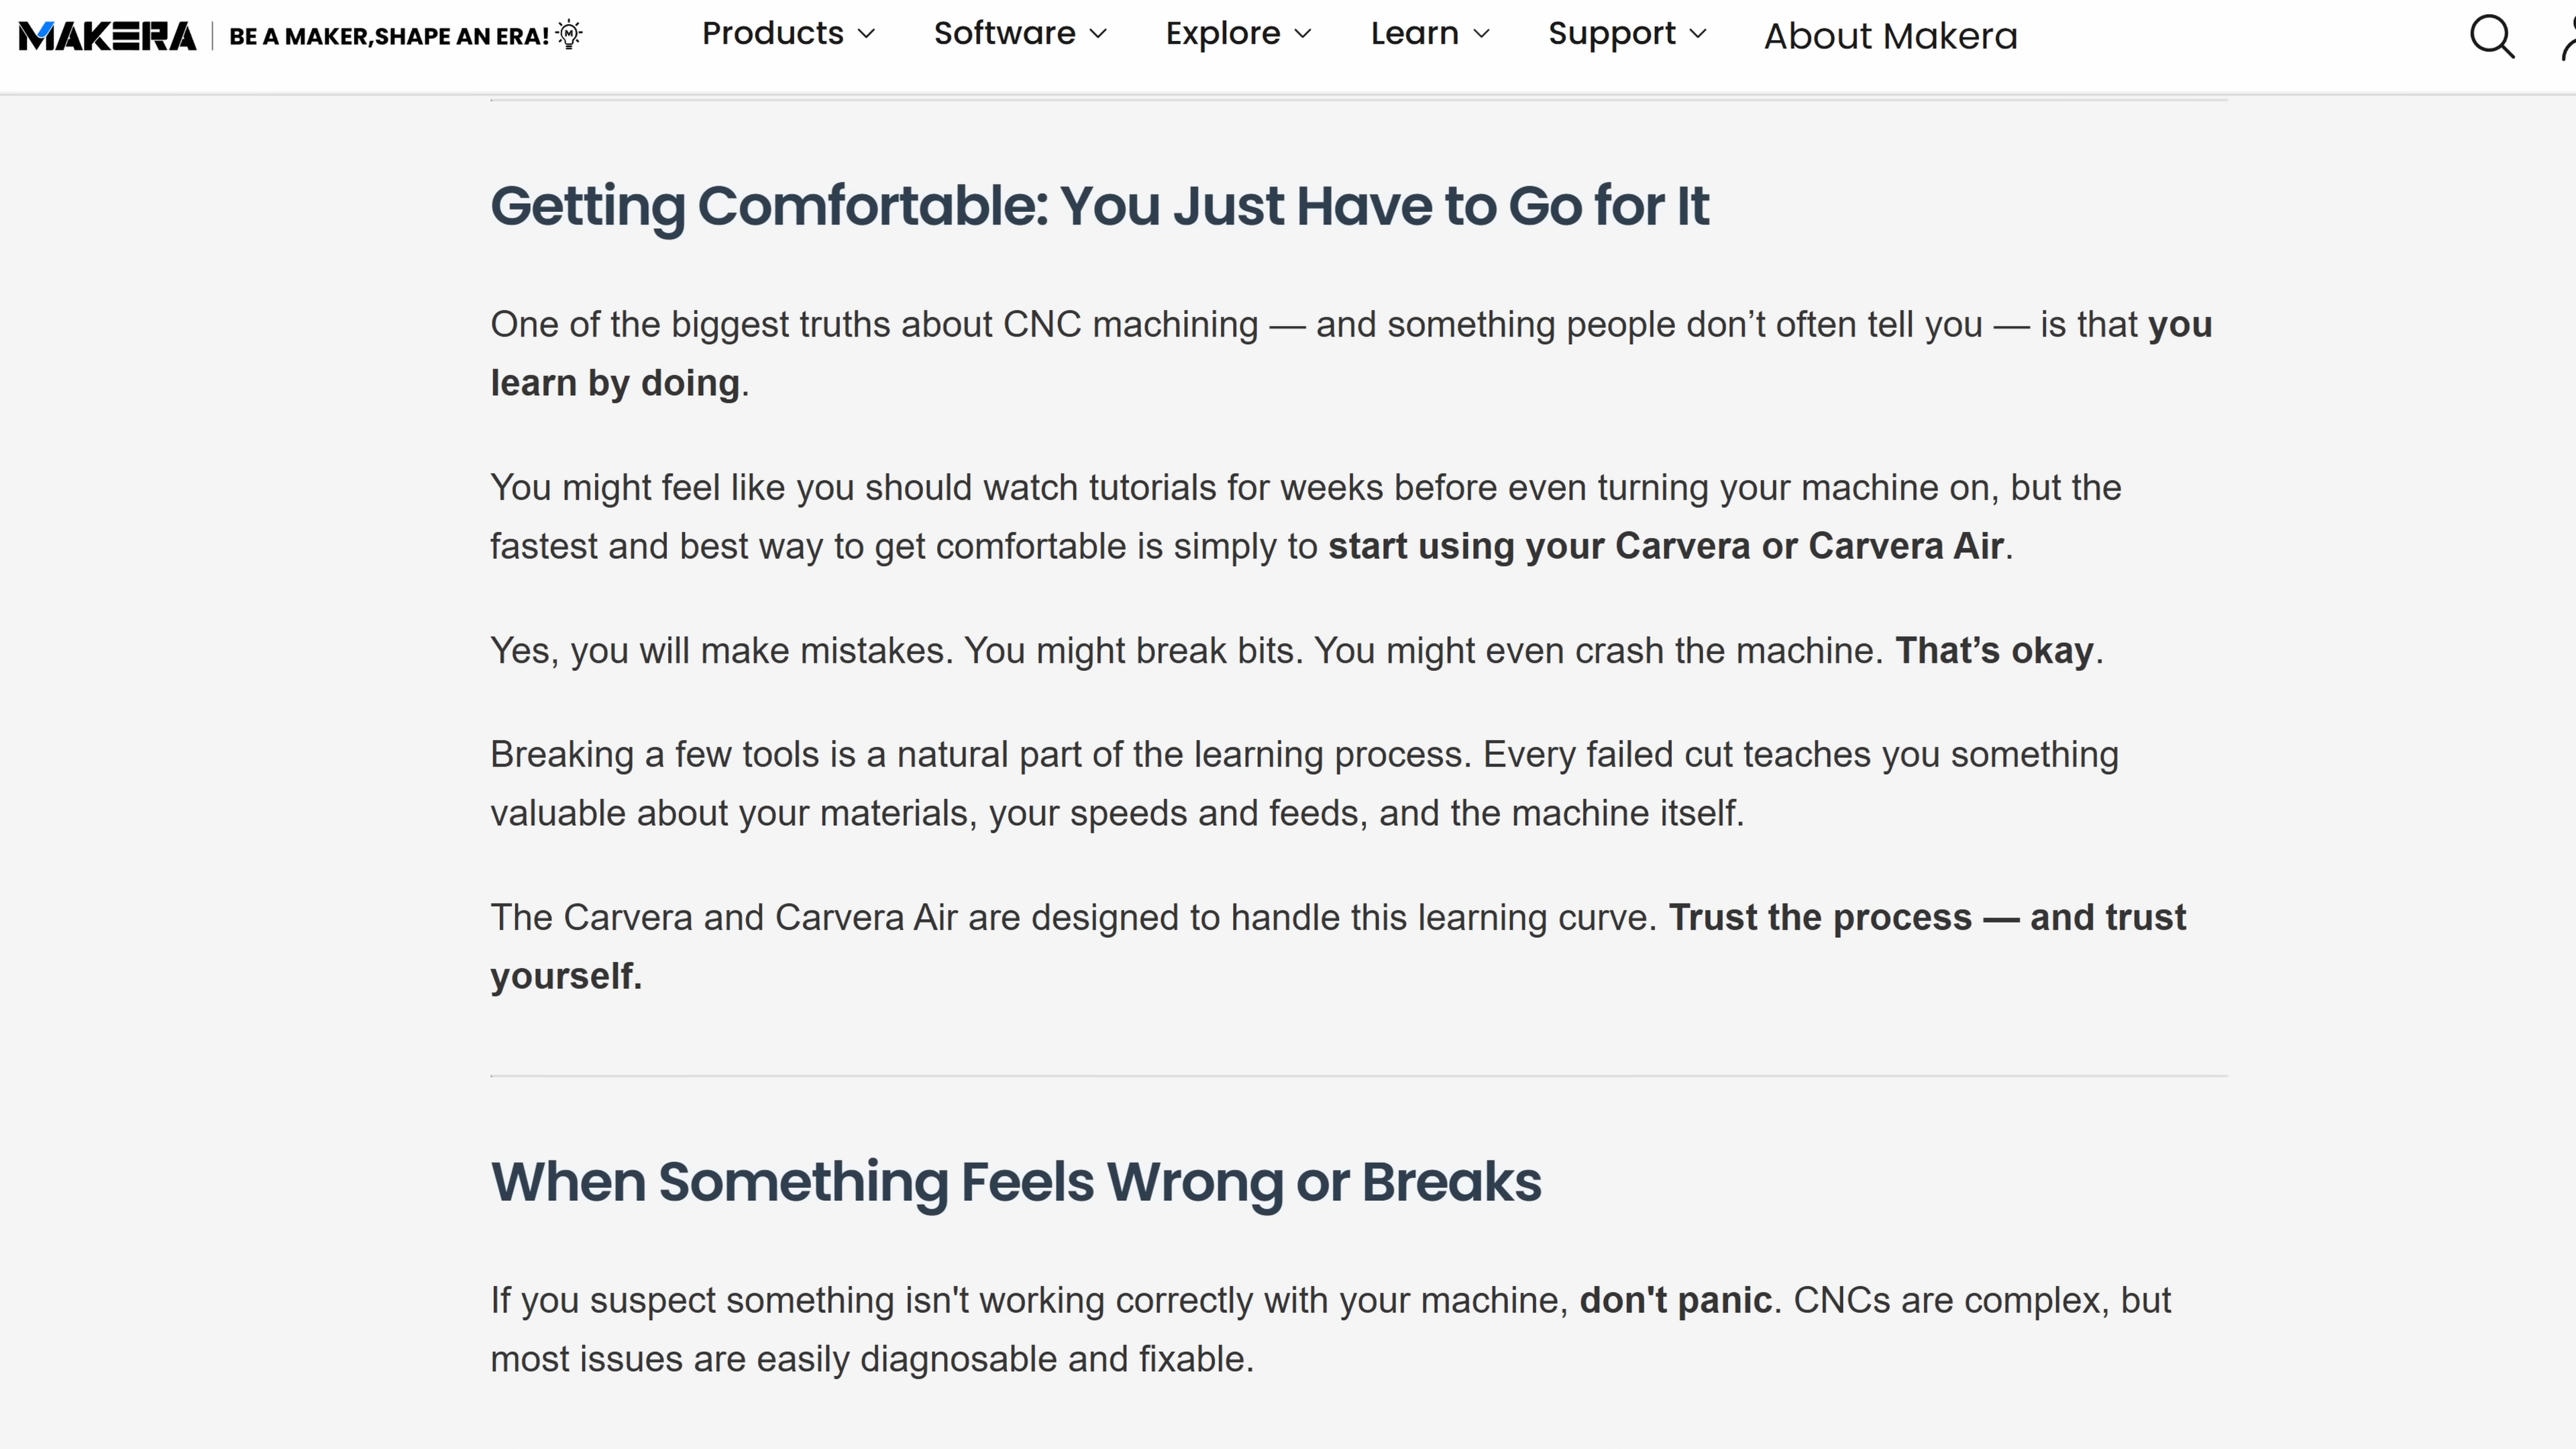 MAKERA BE A MAKER,SHAPE AN ERA! M Products Software Explore Learn Support About Makera
Getting Comfortable: You Just Have to Go for It
One of the biggest truths about CNC machining — and something people don’t often tell you — is that you
learn by doing.
You might feel like you should watch tutorials for weeks before even turning your machine on, but the
fastest and best way to get comfortable is simply to start using your Carvera or Carvera Air.
Yes, you will make mistakes. You might break bits. You might even crash the machine. That’s okay.
Breaking a few tools is a natural part of the learning process. Every failed cut teaches you something
valuable about your materials, your speeds and feeds, and the machine itself.
The Carvera and Carvera Air are designed to handle this learning curve. Trust the process — and trust
yourself.
When Something Feels Wrong or Breaks
If you suspect something isn't working correctly with your machine, don't panic. CNCs are complex, but
most issues are easily diagnosable and fixable.